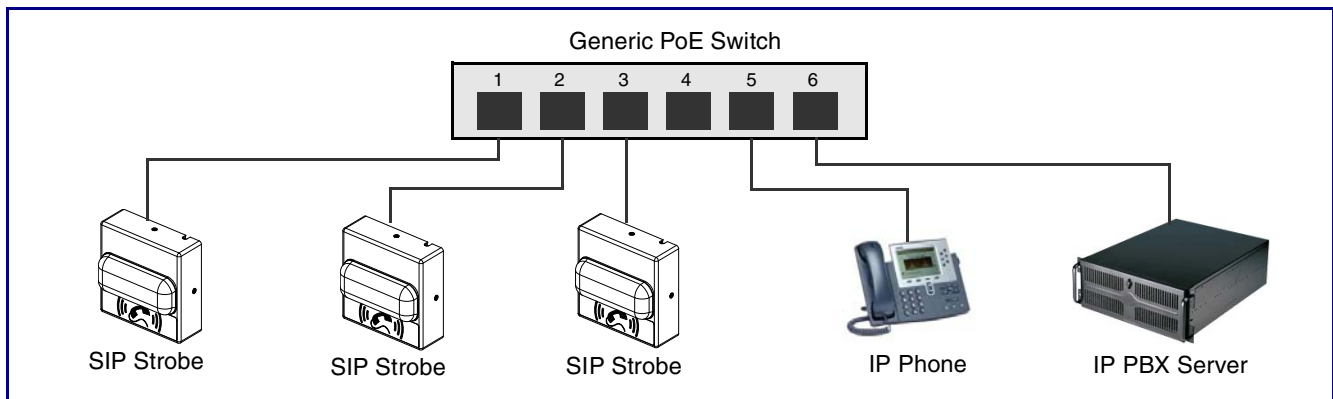 Generic PoE Switch
1 2 3 4 5 6
SIP Strobe
SIP Strobe
SIP Strobe
IP Phone
IP PBX Server